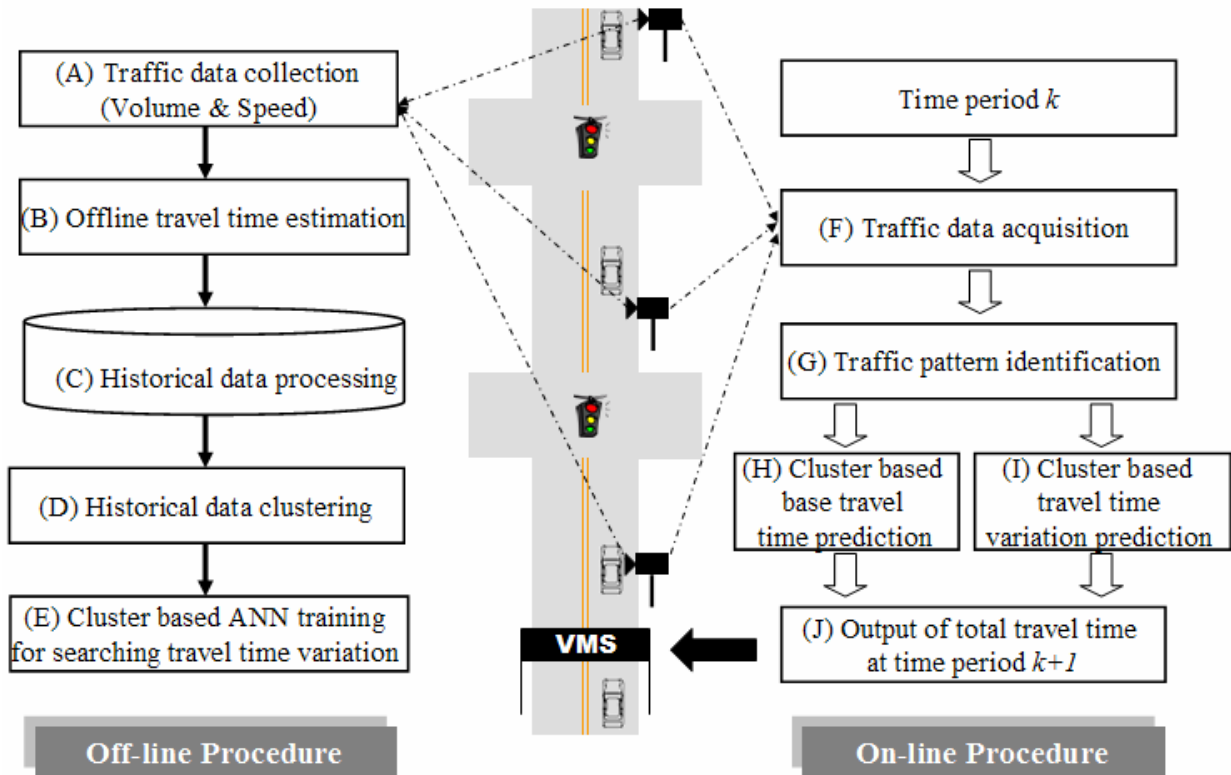 (A) Traffic data collection
(Volume & Speed)
(B) Offline travel time estimation
(C) Historical data processing
(D) Historical data clustering
(E) Cluster based ANN training
for searching travel time variation
Off-line Procedure
VMS
Time period k
(F) Traffic data acquisition
(G) Traffic pattern identification
(H) Cluster based
base travel
time prediction
(I) Cluster based
travel time
variation prediction
(J) Output of total travel time
at time period k+1
On-line Procedure